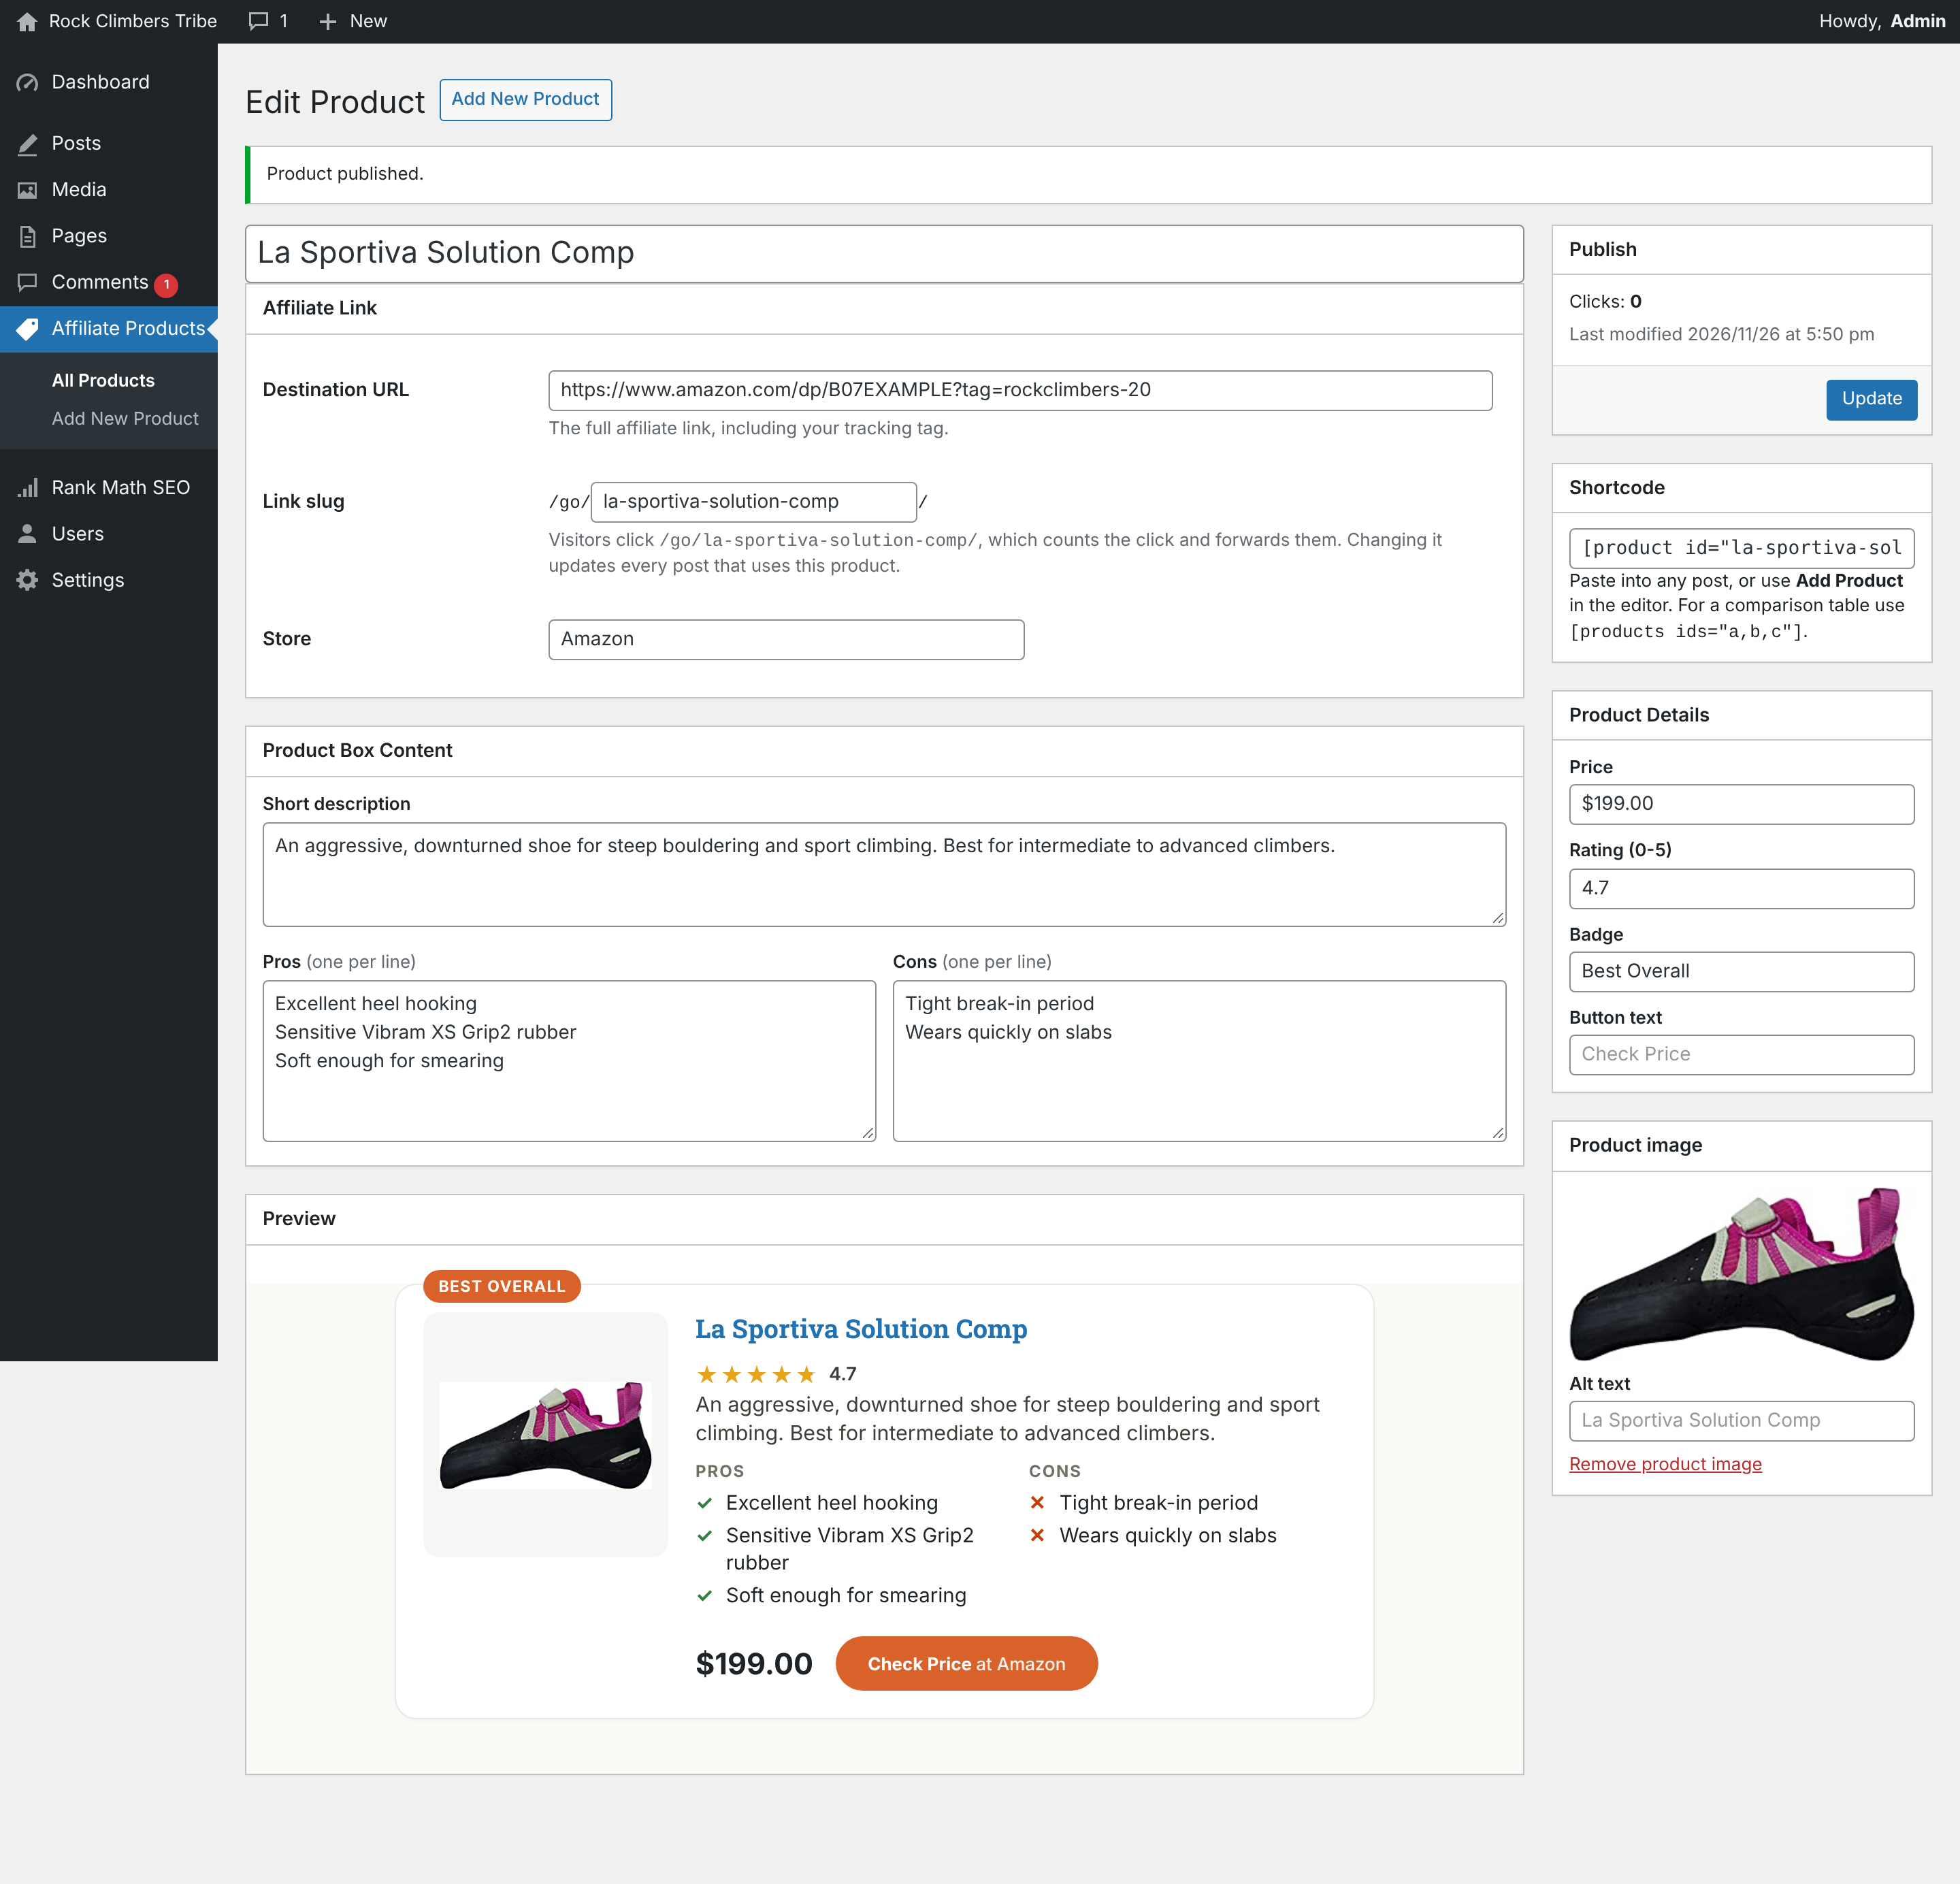 Rock Climbers Tribe
1
New
Howdy, Admin
Dashboard
Posts
Media
Pages
Comments 1
Affiliate Products
All Products
Add New Product
Rank Math SEO
Users
Settings
Edit Product
Add New Product
Product published.
La Sportiva Solution Comp
Affiliate Link
Destination URL
https://www.amazon.com/dp/B07EXAMPLE?tag=rockclimbers-20
The full affiliate link, including your tracking tag.
Link slug
/go/ la-sportiva-solution-comp /
Visitors click /go/la-sportiva-solution-comp/, which counts the click and forwards them. Changing it
updates every post that uses this product.
Store
Amazon
Product Box Content
Short description
An aggressive, downturned shoe for steep bouldering and sport climbing. Best for intermediate to advanced climbers.
Pros (one per line)
Excellent heel hooking
Sensitive Vibram XS Grip2 rubber
Soft enough for smearing
Cons (one per line)
Tight break-in period
Wears quickly on slabs
Preview
BEST OVERALL
La Sportiva Solution Comp
★★★★★ 4.7
An aggressive, downturned shoe for steep bouldering and sport
climbing. Best for intermediate to advanced climbers.
PROS
Excellent heel hooking
Sensitive Vibram XS Grip2
rubber
Soft enough for smearing
CONS
Tight break-in period
Wears quickly on slabs
$199.00
Check Price at Amazon
Publish
Clicks: 0
Last modified 2026/11/26 at 5:50 pm
Update
Shortcode
[product id="la-sportiva-sol
Paste into any post, or use Add Product
in the editor. For a comparison table use
[products ids="a,b,c"].
Product Details
Price
$199.00
Rating (0-5)
4.7
Badge
Best Overall
Button text
Check Price
Product image
Alt text
La Sportiva Solution Comp
Remove product image